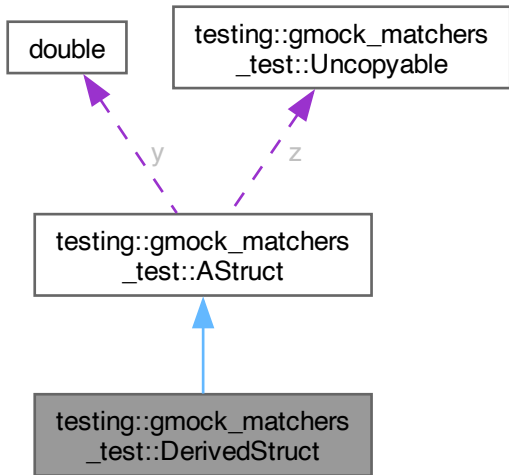 double
testing::gmock_matchers
_test::Uncopyable
y
z
testing::gmock_matchers
_test::AStruct
testing::gmock_matchers
_test::DerivedStruct